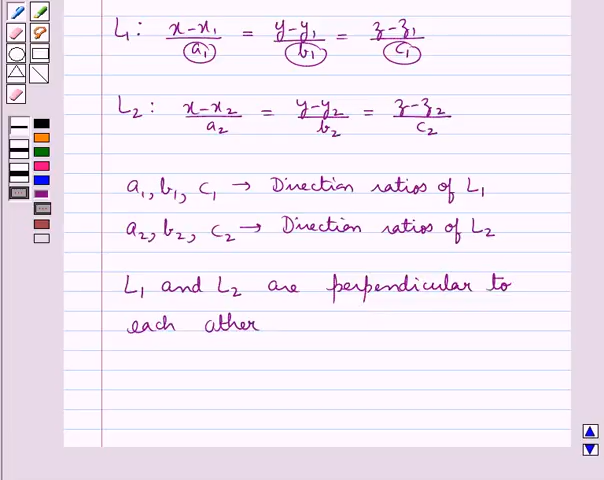 L₁ : (x-x₁)/a₁ = (y-y₁)/b₁ = (z-z₁)/c₁
L₂ : (x-x₂)/a₂ = (y-y₂)/b₂ = (z-z₂)/c₂
a₁, b₁, c₁ → Direction ratios of L₁
a₂, b₂, c₂ → Direction ratios of L₂
L₁ and L₂ are perpendicular to
each other